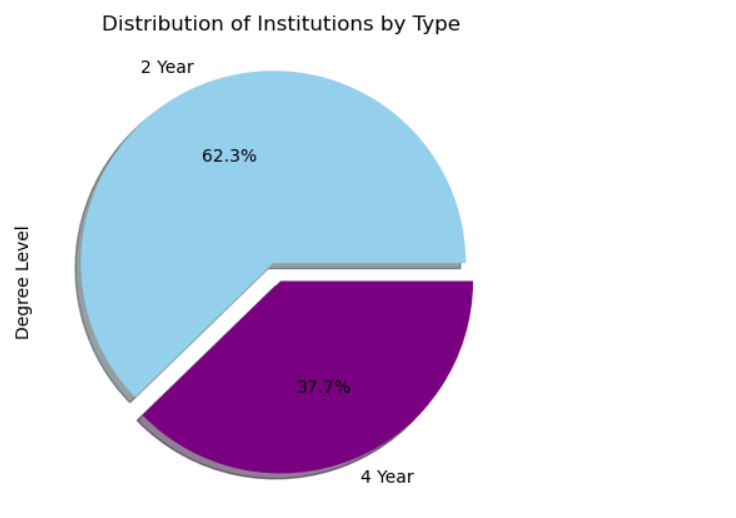 Distribution of Institutions by Type
2 Year
62.3%
Degree Level
37.7%
4 Year